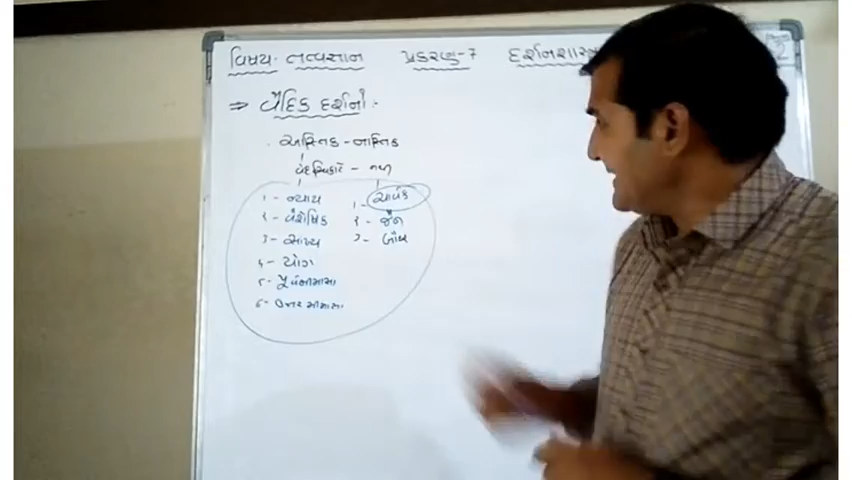 વિષય- તત્વજ્ઞાન પ્રકરણ-7 દર્શનશાસ્ત્ર
⇒ વૈદિક દર્શનો :-
આસ્તિક - નાસ્તિક
વેદ સ્વિકારે - નથી
1 - ન્યાય 1 - ચાર્વાક
2 - વૈશેષિક 2 - જૈન
3 - સાંખ્ય 3 - બૌધ્ધ
4 - યોગ
5 - પૂર્વમીમાંસા
6 - ઉત્તર મીમાંસા